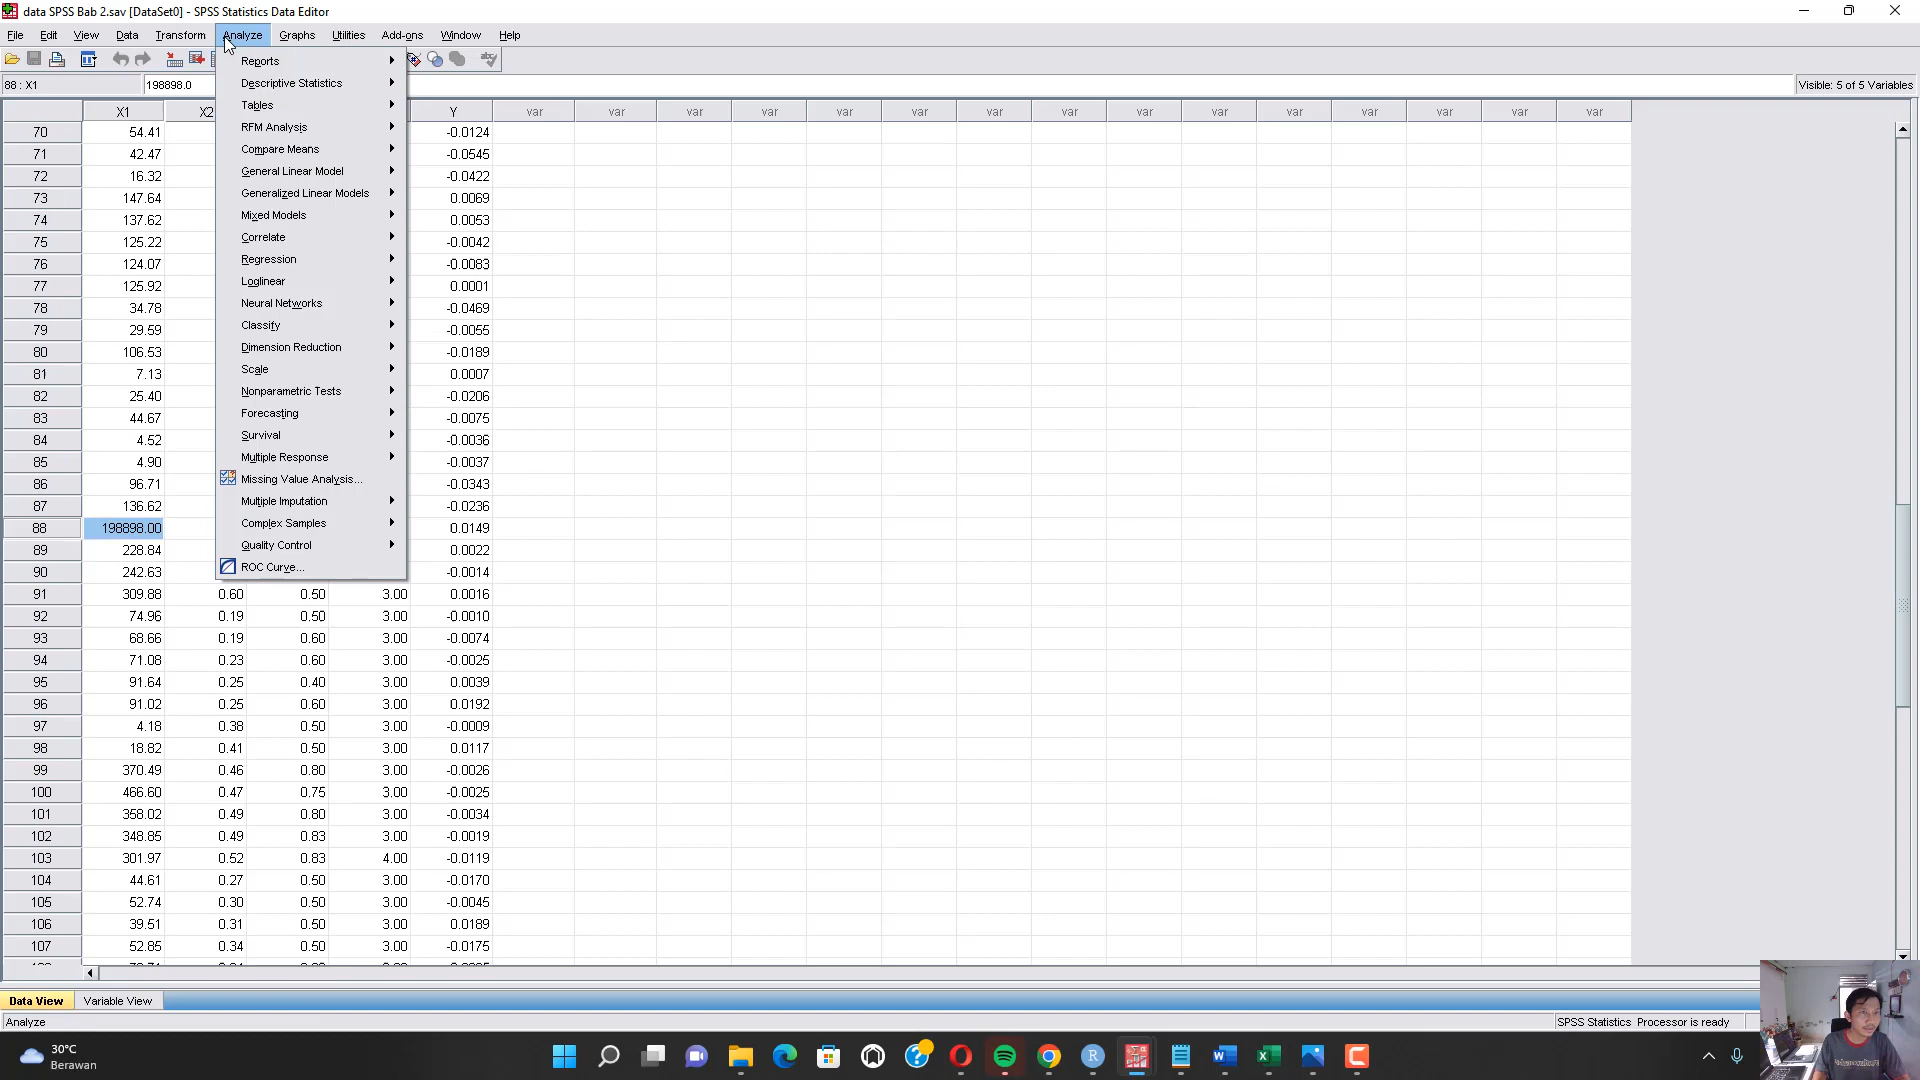 data SPSS Bab 2.sav [DataSet0] - SPSS Statistics Data Editor
File Edit View Data Transform Analyze Graphs Utilities Add-ons Window Help
88 : X1 198898.0 Visible: 5 of 5 Variables
X1 X2 Y var var var var var var var var var var var var var var var
Reports
Descriptive Statistics
Tables
RFM Analysis
Compare Means
General Linear Model
Generalized Linear Models
Mixed Models
Correlate
Regression
Loglinear
Neural Networks
Classify
Dimension Reduction
Scale
Nonparametric Tests
Forecasting
Survival
Multiple Response
Missing Value Analysis...
Multiple Imputation
Complex Samples
Quality Control
ROC Curve...
70 54.41 -0.0124
71 42.47 -0.0545
72 16.32 -0.0422
73 147.64 0.0069
74 137.62 0.0053
75 125.22 -0.0042
76 124.07 -0.0083
77 125.92 0.0001
78 34.78 -0.0469
79 29.59 -0.0055
80 106.53 -0.0189
81 7.13 0.0007
82 25.40 -0.0206
83 44.67 -0.0075
84 4.52 -0.0036
85 4.90 -0.0037
86 96.71 -0.0343
87 136.62 -0.0236
88 198898.00 0.0149
89 228.84 0.0022
90 242.63 -0.0014
91 309.88 0.60 0.50 3.00 0.0016
92 74.96 0.19 0.50 3.00 -0.0010
93 68.66 0.19 0.60 3.00 -0.0074
94 71.08 0.23 0.60 3.00 -0.0025
95 91.64 0.25 0.40 3.00 0.0039
96 91.02 0.25 0.60 3.00 0.0192
97 4.18 0.38 0.50 3.00 -0.0009
98 18.82 0.41 0.50 3.00 0.0117
99 370.49 0.46 0.80 3.00 -0.0026
100 466.60 0.47 0.75 3.00 -0.0025
101 358.02 0.49 0.80 3.00 -0.0034
102 348.85 0.49 0.83 3.00 -0.0019
103 301.97 0.52 0.83 4.00 -0.0119
104 44.61 0.27 0.50 3.00 -0.0170
105 52.74 0.30 0.50 3.00 -0.0045
106 39.51 0.31 0.50 3.00 0.0189
107 52.85 0.34 0.50 3.00 -0.0175
Data View Variable View
Analyze SPSS Statistics Processor is ready
30°C
Berawan